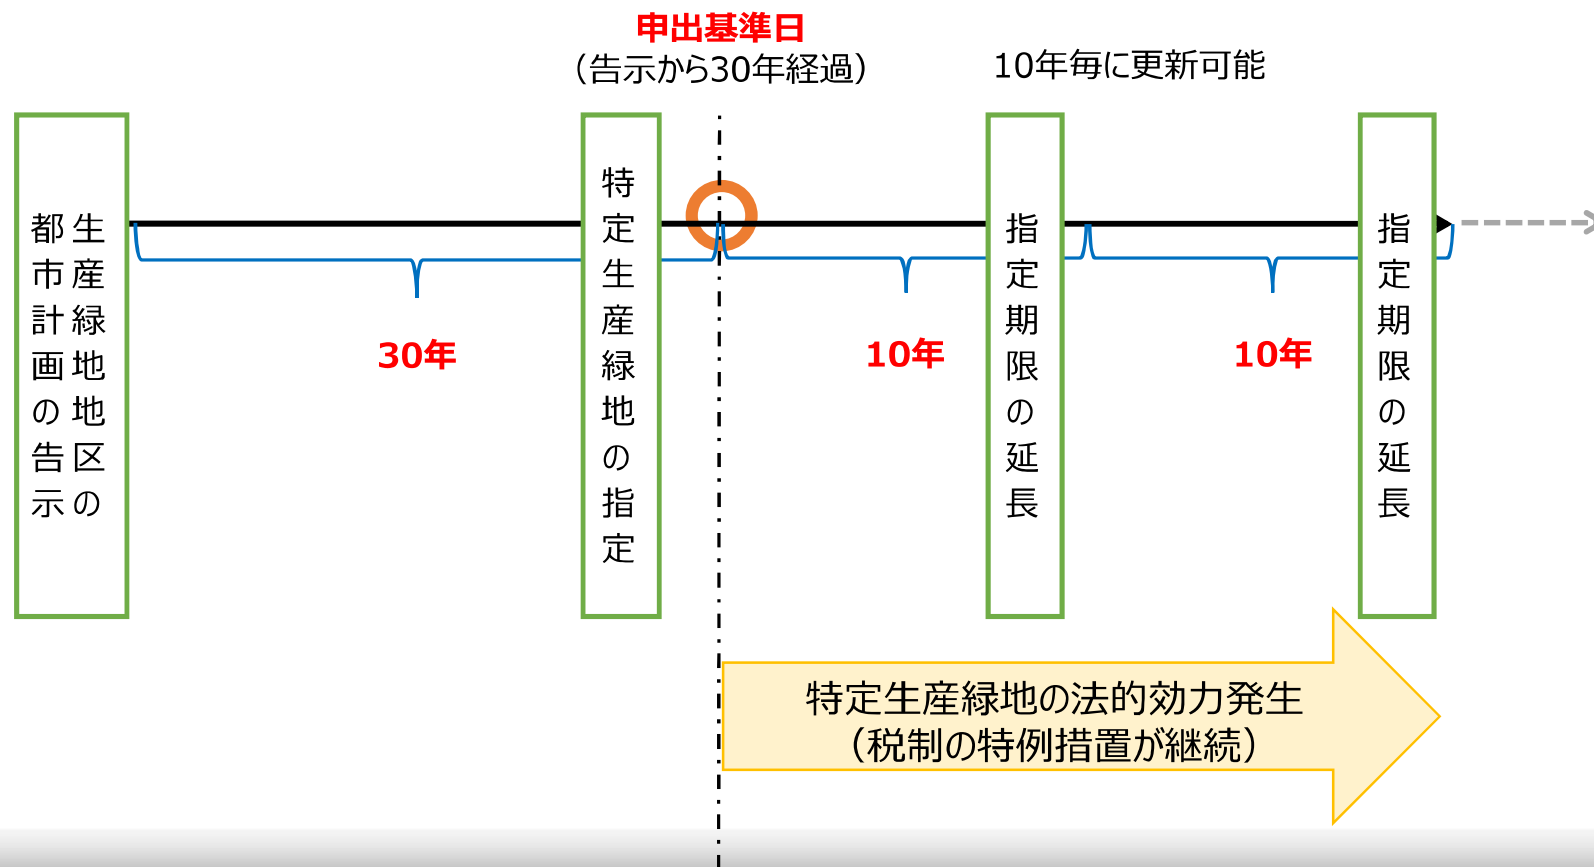 申出基準日
（告示から30年経過）
10年毎に更新可能
生産緑地地区の
都市計画の告示
特定生産緑地の指定
指定期限の延長
指定期限の延長
30年
10年
10年
特定生産緑地の法的効力発生
（税制の特例措置が継続）